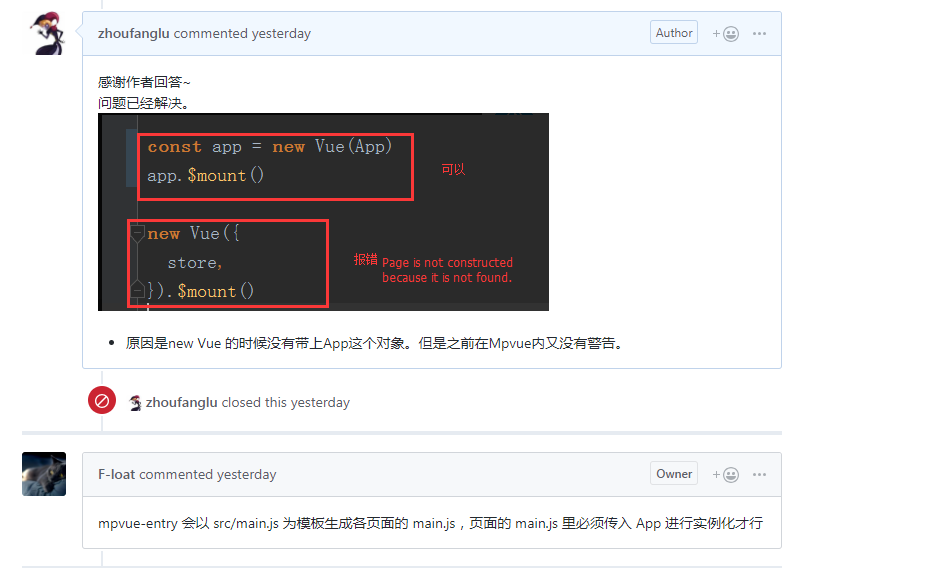 zhoufanglu commented yesterday
Author
感谢作者回答~
问题已经解决。
const app = new Vue(App)
app.$mount()
可以
new Vue({
store,
}).$mount()
报错 Page is not constructed
because it is not found.
原因是new Vue 的时候没有带上App这个对象。但是之前在Mpvue内又没有警告。
zhoufanglu closed this yesterday
F-loat commented yesterday
Owner
mpvue-entry 会以 src/main.js 为模板生成各页面的 main.js，页面的 main.js 里必须传入 App 进行实例化才行